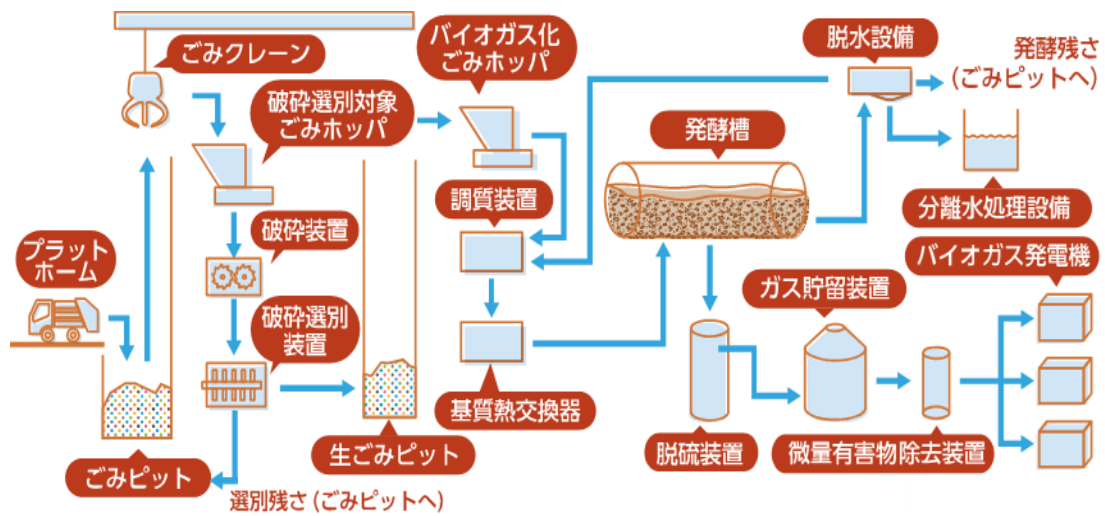 ごみクレーン
バイオガス化
ごみホッパ
脱水設備
発酵残さ
(ごみピットへ)
破砕選別対象
ごみホッパ
発酵槽
調質装置
分離水処理設備
破砕装置
プラット
ホーム
バイオガス発電機
ガス貯留装置
破砕選別
装置
基質熱交換器
生ごみピット
脱硫装置
微量有害物除去装置
ごみピット
選別残さ(ごみピットへ)